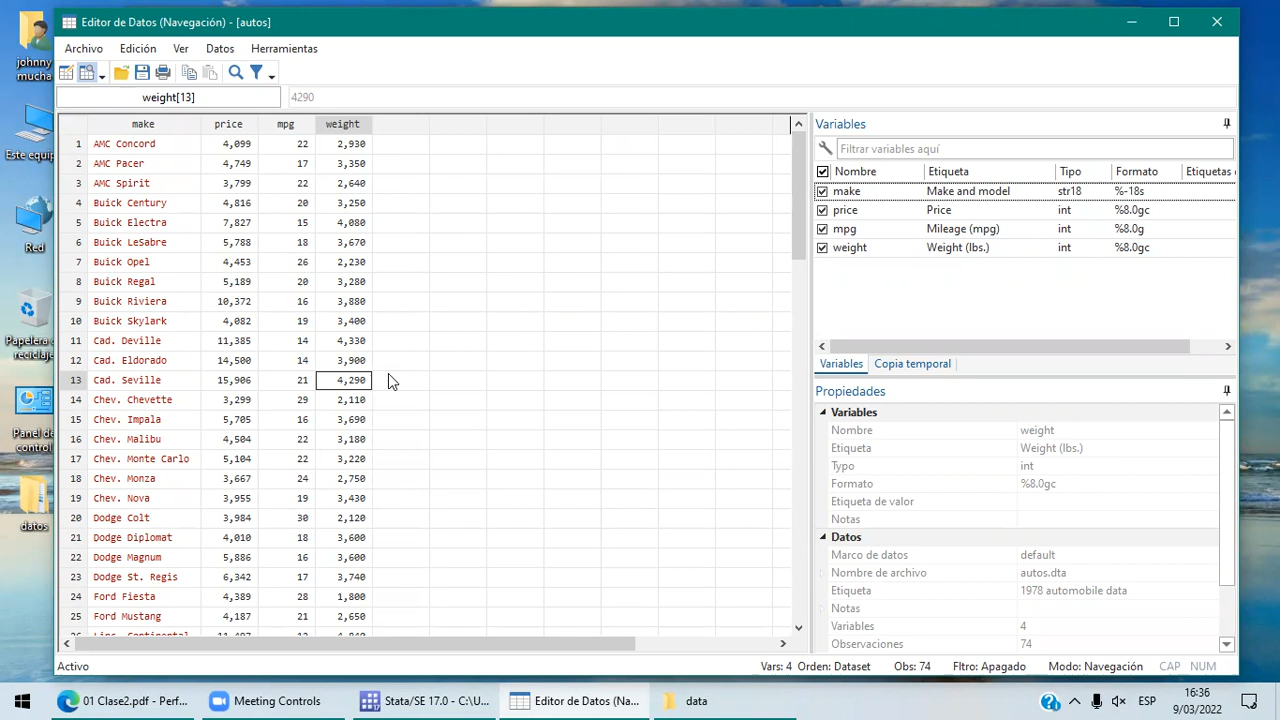 Editor de Datos (Navegación) - [autos]
johnny
mucha
Archivo Edición Ver Datos Herramientas
weight[13] 4290
make price mpg weight
1 AMC Concord 4,099 22 2,930
2 AMC Pacer 4,749 17 3,350
3 AMC Spirit 3,799 22 2,640
4 Buick Century 4,816 20 3,250
5 Buick Electra 7,827 15 4,080
6 Buick LeSabre 5,788 18 3,670
7 Buick Opel 4,453 26 2,230
8 Buick Regal 5,189 20 3,280
9 Buick Riviera 10,372 16 3,880
10 Buick Skylark 4,082 19 3,400
11 Cad. Deville 11,385 14 4,330
12 Cad. Eldorado 14,500 14 3,900
13 Cad. Seville 15,906 21 4,290
14 Chev. Chevette 3,299 29 2,110
15 Chev. Impala 5,705 16 3,690
16 Chev. Malibu 4,504 22 3,180
17 Chev. Monte Carlo 5,104 22 3,220
18 Chev. Monza 3,667 24 2,750
19 Chev. Nova 3,955 19 3,430
20 Dodge Colt 3,984 30 2,120
21 Dodge Diplomat 4,010 18 3,600
22 Dodge Magnum 5,886 16 3,600
23 Dodge St. Regis 6,342 17 3,740
24 Ford Fiesta 4,389 28 1,800
25 Ford Mustang 4,187 21 2,650
Variables
Filtrar variables aquí
Nombre Etiqueta Tipo Formato Etiquetas
make Make and model str18 %-18s
price Price int %8.0gc
mpg Mileage (mpg) int %8.0g
weight Weight (lbs.) int %8.0gc
Variables Copia temporal
Propiedades
Variables
Nombre weight
Etiqueta Weight (lbs.)
Typo int
Formato %8.0gc
Etiqueta de valor
Notas
Datos
Marco de datos default
Nombre de archivo autos.dta
Etiqueta 1978 automobile data
Notas
Variables 4
Observaciones 74
Este equip
Red
Papelera
reciclaj
Panel de
control
datos
Activo Vars: 4 Orden: Dataset Obs: 74 Fltro: Apagado Modo: Navegación CAP NUM
01 Clase2.pdf - Perf... Meeting Controls Stata/SE 17.0 - C:\U... Editor de Datos (Na... data
ESP
16:36
9/03/2022